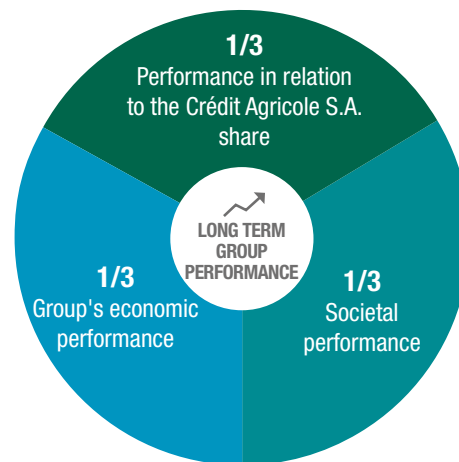 1/3
Performance in relation
to the Crédit Agricole S.A.
share
LONG TERM
GROUP
PERFORMANCE
1/3
Group's economic
performance
1/3
Societal
performance